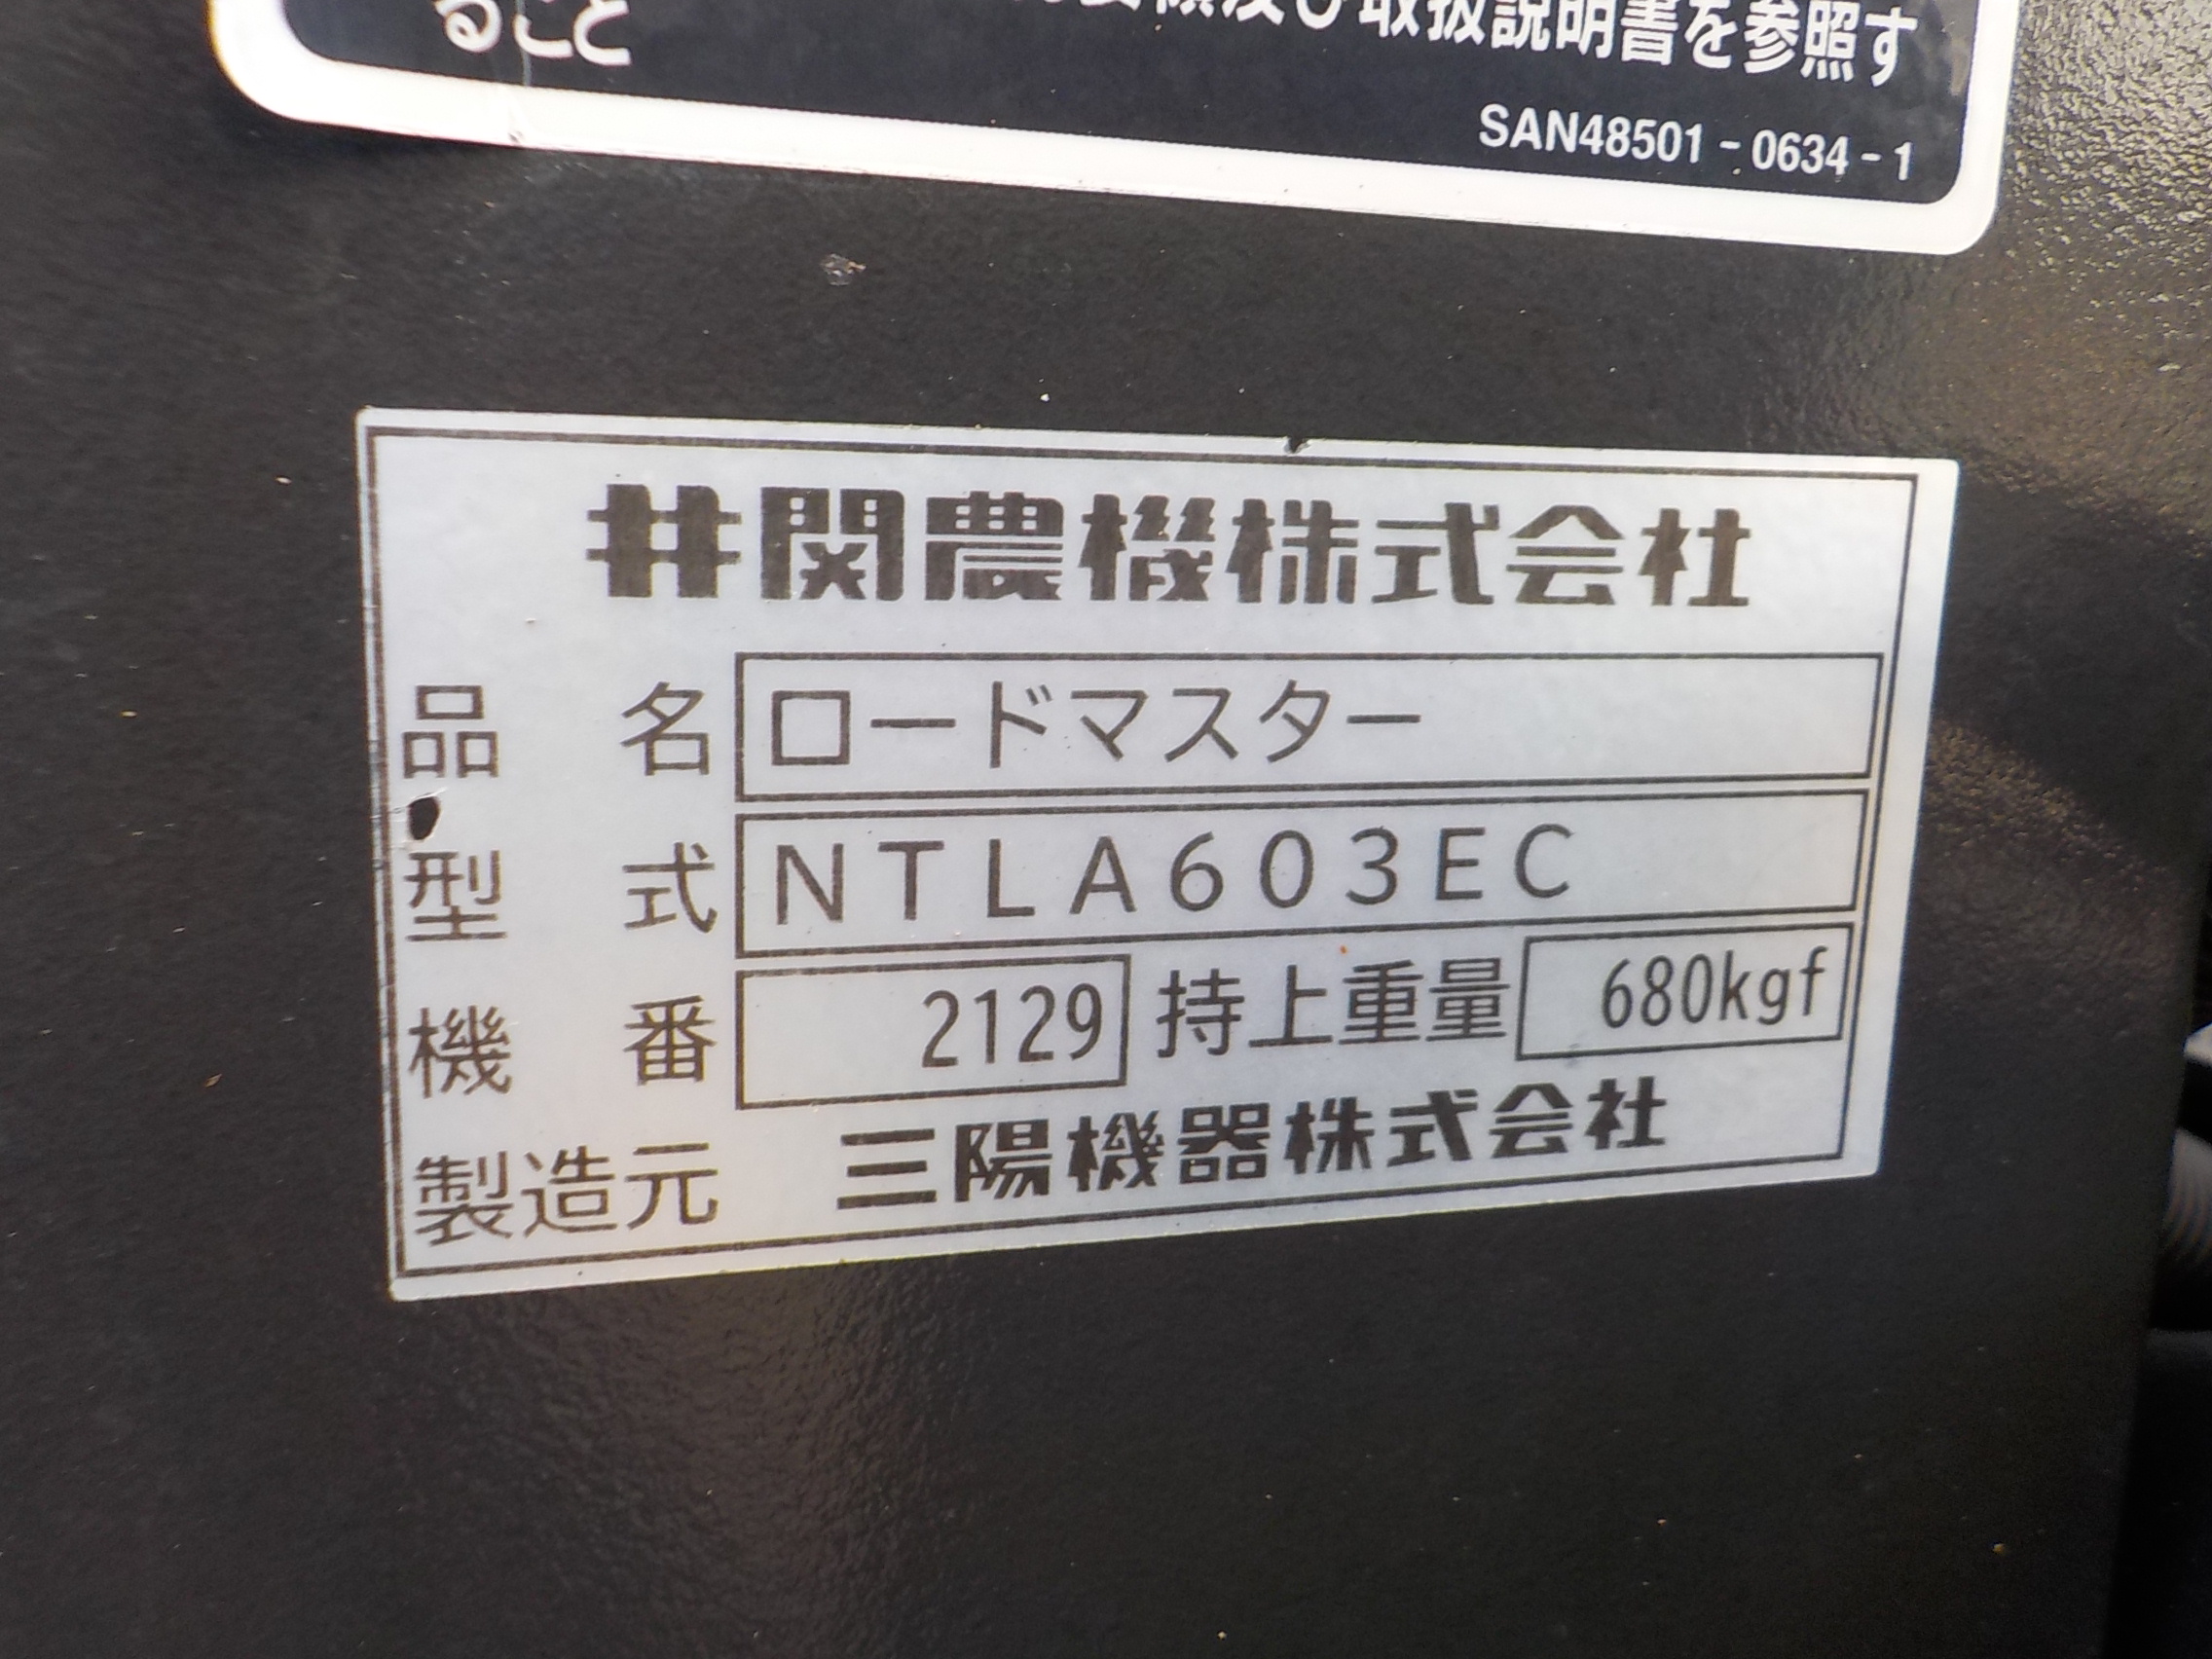 及び取扱説明書を参照す
ること
SAN48501-0634-1
井関農機株式会社
品名 ロードマスター
型式 NTLA603EC
機番 2129 持上重量 680kgf
製造元 三陽機器株式会社